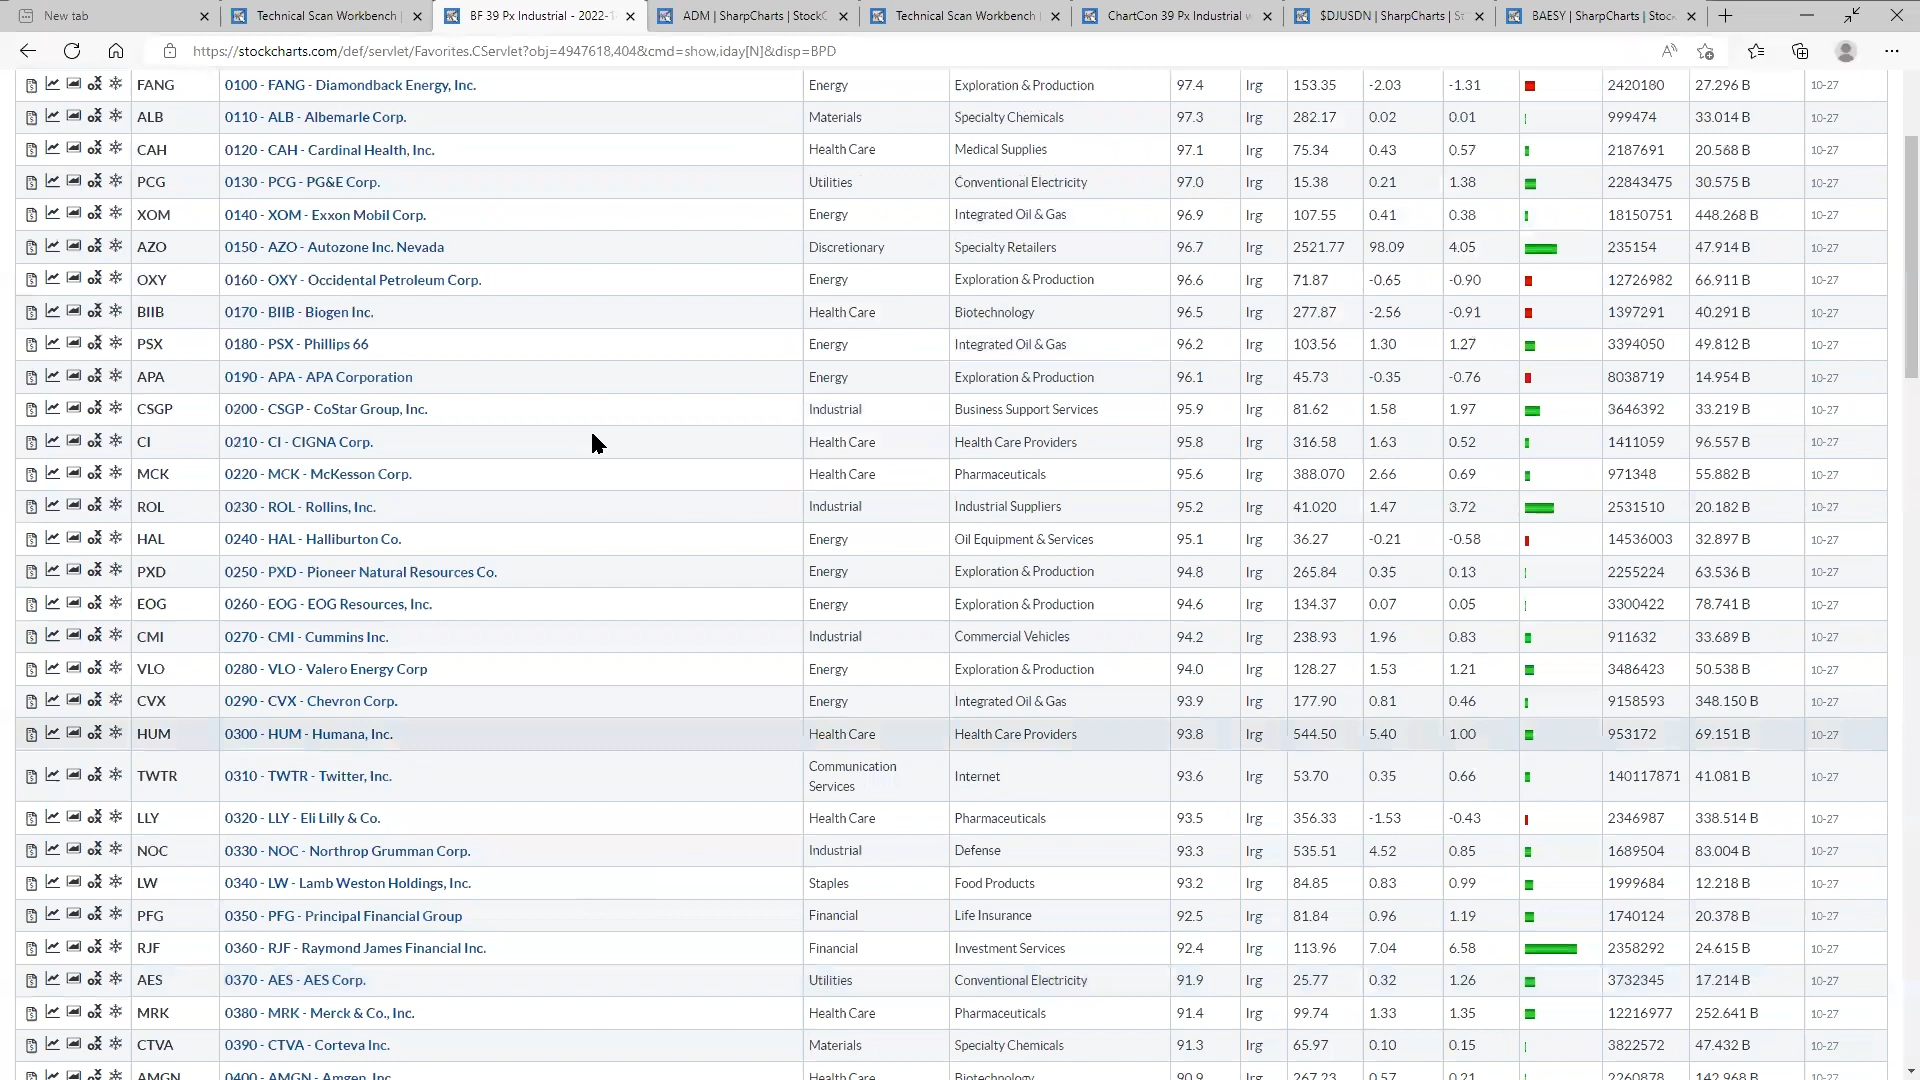 New tab
Technical Scan Workbench |
BF 39 Px Industrial - 2022-1
ADM | SharpCharts | StockC
Technical Scan Workbench
ChartCon 39 Px Industrial w
$DJUSDN | SharpCharts | St
BAESY | SharpCharts | Stoc
https://stockcharts.com/def/servlet/Favorites.CServlet?obj=4947618,404&cmd=show,iday[N]&disp=BPD
FANG 0100 - FANG - Diamondback Energy, Inc. Energy Exploration & Production 97.4 lrg 153.35 -2.03 -1.31 2420180 27.296 B 10-27
ALB 0110 - ALB - Albemarle Corp. Materials Specialty Chemicals 97.3 lrg 282.17 0.02 0.01 999474 33.014 B 10-27
CAH 0120 - CAH - Cardinal Health, Inc. Health Care Medical Supplies 97.1 lrg 75.34 0.43 0.57 2187691 20.568 B 10-27
PCG 0130 - PCG - PG&E Corp. Utilities Conventional Electricity 97.0 lrg 15.38 0.21 1.38 22843475 30.575 B 10-27
XOM 0140 - XOM - Exxon Mobil Corp. Energy Integrated Oil & Gas 96.9 lrg 107.55 0.41 0.38 18150751 448.268 B 10-27
AZO 0150 - AZO - Autozone Inc. Nevada Discretionary Specialty Retailers 96.7 lrg 2521.77 98.09 4.05 235154 47.914 B 10-27
OXY 0160 - OXY - Occidental Petroleum Corp. Energy Exploration & Production 96.6 lrg 71.87 -0.65 -0.90 12726982 66.911 B 10-27
BIIB 0170 - BIIB - Biogen Inc. Health Care Biotechnology 96.5 lrg 277.87 -2.56 -0.91 1397291 40.291 B 10-27
PSX 0180 - PSX - Phillips 66 Energy Integrated Oil & Gas 96.2 lrg 103.56 1.30 1.27 3394050 49.812 B 10-27
APA 0190 - APA - APA Corporation Energy Exploration & Production 96.1 lrg 45.73 -0.35 -0.76 8038719 14.954 B 10-27
CSGP 0200 - CSGP - CoStar Group, Inc. Industrial Business Support Services 95.9 lrg 81.62 1.58 1.97 3646392 33.219 B 10-27
CI 0210 - CI - CIGNA Corp. Health Care Health Care Providers 95.8 lrg 316.58 1.63 0.52 1411059 96.557 B 10-27
MCK 0220 - MCK - McKesson Corp. Health Care Pharmaceuticals 95.6 lrg 388.070 2.66 0.69 971348 55.882 B 10-27
ROL 0230 - ROL - Rollins, Inc. Industrial Industrial Suppliers 95.2 lrg 41.020 1.47 3.72 2531510 20.182 B 10-27
HAL 0240 - HAL - Halliburton Co. Energy Oil Equipment & Services 95.1 lrg 36.27 -0.21 -0.58 14536003 32.897 B 10-27
PXD 0250 - PXD - Pioneer Natural Resources Co. Energy Exploration & Production 94.8 lrg 265.84 0.35 0.13 2255224 63.536 B 10-27
EOG 0260 - EOG - EOG Resources, Inc. Energy Exploration & Production 94.6 lrg 134.37 0.07 0.05 3300422 78.741 B 10-27
CMI 0270 - CMI - Cummins Inc. Industrial Commercial Vehicles 94.2 lrg 238.93 1.96 0.83 911632 33.689 B 10-27
VLO 0280 - VLO - Valero Energy Corp Energy Exploration & Production 94.0 lrg 128.27 1.53 1.21 3486423 50.538 B 10-27
CVX 0290 - CVX - Chevron Corp. Energy Integrated Oil & Gas 93.9 lrg 177.90 0.81 0.46 9158593 348.150 B 10-27
HUM 0300 - HUM - Humana, Inc. Health Care Health Care Providers 93.8 lrg 544.50 5.40 1.00 953172 69.151 B 10-27
TWTR 0310 - TWTR - Twitter, Inc. Communication Services Internet 93.6 lrg 53.70 0.35 0.66 140117871 41.081 B 10-27
LLY 0320 - LLY - Eli Lilly & Co. Health Care Pharmaceuticals 93.5 lrg 356.33 -1.53 -0.43 2346987 338.514 B 10-27
NOC 0330 - NOC - Northrop Grumman Corp. Industrial Defense 93.3 lrg 535.51 4.52 0.85 1689504 83.004 B 10-27
LW 0340 - LW - Lamb Weston Holdings, Inc. Staples Food Products 93.2 lrg 84.85 0.83 0.99 1999684 12.218 B 10-27
PFG 0350 - PFG - Principal Financial Group Financial Life Insurance 92.5 lrg 81.84 0.96 1.19 1740124 20.378 B 10-27
RJF 0360 - RJF - Raymond James Financial Inc. Financial Investment Services 92.4 lrg 113.96 7.04 6.58 2358292 24.615 B 10-27
AES 0370 - AES - AES Corp. Utilities Conventional Electricity 91.9 lrg 25.77 0.32 1.26 3732345 17.214 B 10-27
MRK 0380 - MRK - Merck & Co., Inc. Health Care Pharmaceuticals 91.4 lrg 99.74 1.33 1.35 12216977 252.641 B 10-27
CTVA 0390 - CTVA - Corteva Inc. Materials Specialty Chemicals 91.3 lrg 65.97 0.10 0.15 3822572 47.432 B 10-27
AMGN 0400 - AMGN - Amgen, Inc. Health Care Biotechnology 90.9 lrg 267.23 0.57 0.21 2260878 142.968 B 10-27